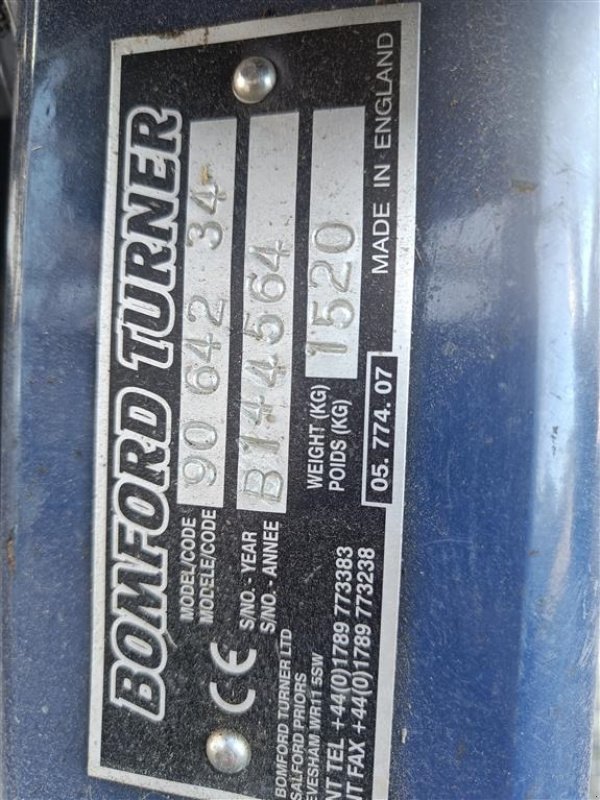 BOMFORD TURNER
MODEL/CODE 90 642 34
MODELE/CODE
S/NO. - YEAR B144564
S/NO. - ANNEE
WEIGHT (KG) 1520
POIDS (KG)
CE
BOMFORD TURNER LTD
SALFORD PRIORS
EVESHAM WR11 5SW
NT TEL +44(0)1789 773383
NT FAX +44(0)1789 773238
05. 774. 07
MADE IN ENGLAND